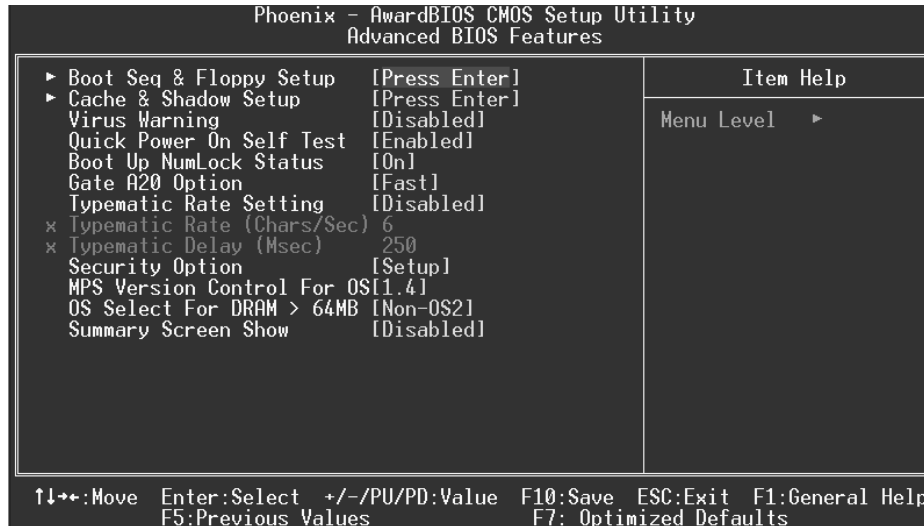 Phoenix - AwardBIOS CMOS Setup Utility
Advanced BIOS Features
▶ Boot Seq & Floppy Setup [Press Enter]
▶ Cache & Shadow Setup [Press Enter]
Virus Warning [Disabled]
Quick Power On Self Test [Enabled]
Boot Up NumLock Status [On]
Gate A20 Option [Fast]
Typematic Rate Setting [Disabled]
x Typematic Rate (Chars/Sec) 6
x Typematic Delay (Msec) 250
Security Option [Setup]
MPS Version Control For OS[1.4]
OS Select For DRAM > 64MB [Non-OS2]
Summary Screen Show [Disabled]
Item Help
Menu Level ▶
↑↓→←:Move Enter:Select +/-/PU/PD:Value F10:Save ESC:Exit F1:General Help
F5:Previous Values F7: Optimized Defaults